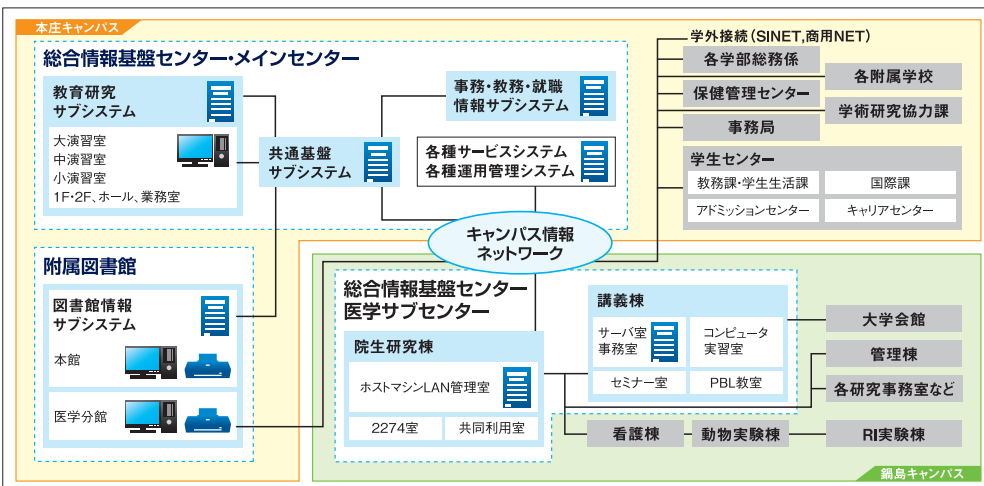 本庄キャンパス
総合情報基盤センター・メインセンター
教育研究
サブシステム
大演習室
中演習室
小演習室
1F・2F、ホール、業務室
共通基盤
サブシステム
事務・教務・就職
情報サブシステム
各種サービスシステム
各種運用管理システム
学外接続(SINET,商用NET)
各学部総務係
各附属学校
保健管理センター
学術研究協力課
事務局
学生センター
教務課・学生生活課
国際課
アドミッションセンター
キャリアセンター
キャンパス情報
ネットワーク
附属図書館
図書館情報
サブシステム
本館
医学分館
総合情報基盤センター
医学サブセンター
院生研究棟
ホストマシンLAN管理室
2274室
共同利用室
講義棟
サーバ室
事務室
コンピュータ
実習室
セミナー室
PBL教室
大学会館
管理棟
各研究事務室など
看護棟
動物実験棟
RI実験棟
鍋島キャンパス